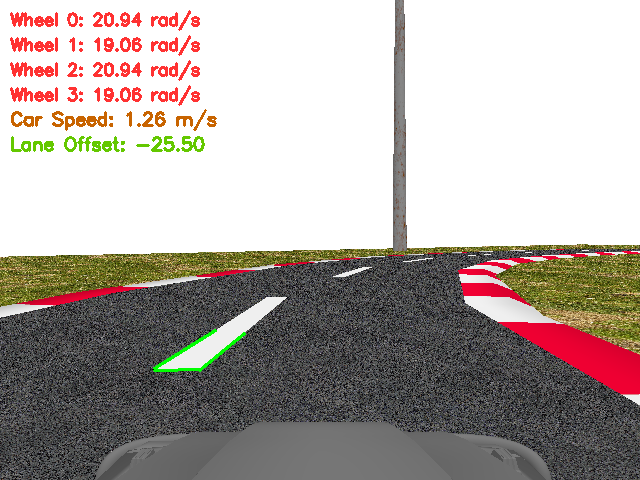 Wheel 0: 20.94 rad/s
Wheel 1: 19.06 rad/s
Wheel 2: 20.94 rad/s
Wheel 3: 19.06 rad/s
Car Speed: 1.26 m/s
Lane Offset: -25.50